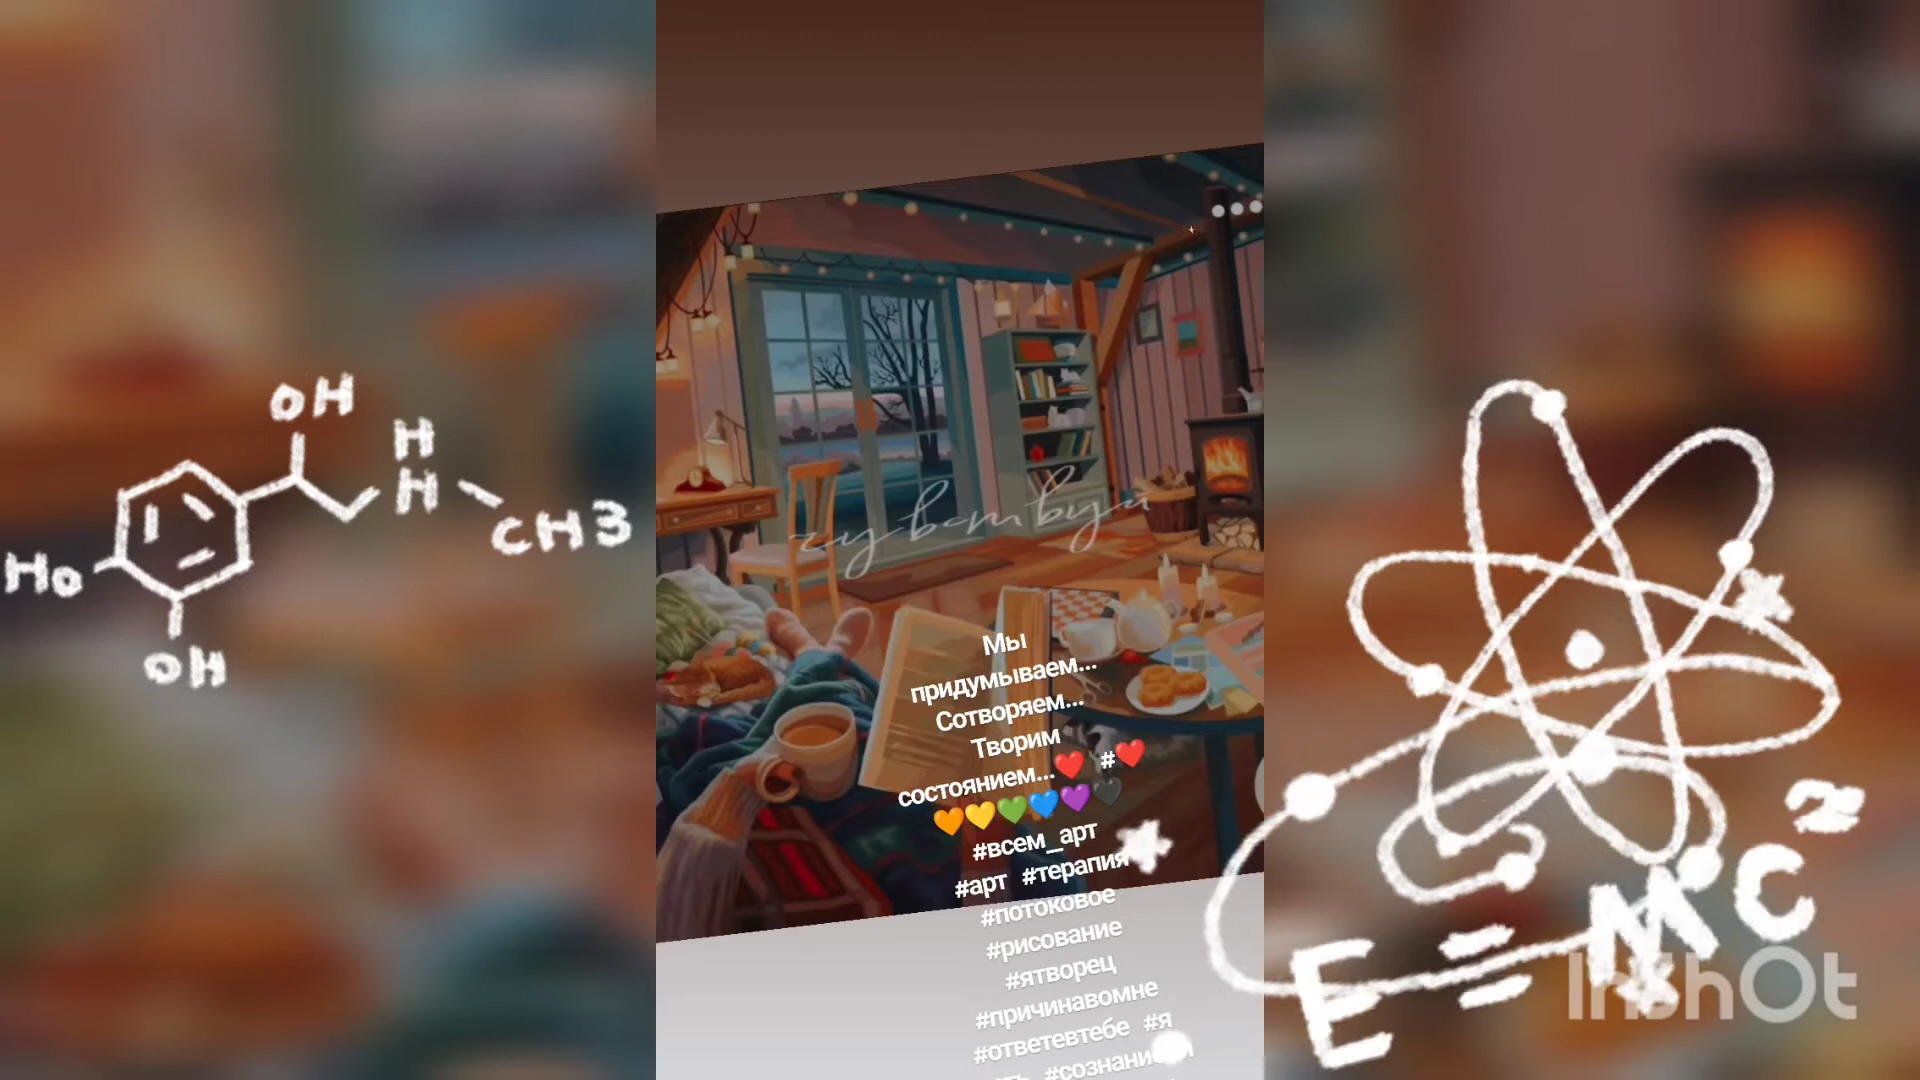 OH
H
H
CH3
HO
OH
чувствуй
Мы
придумываем...
Сотворяем...
Творим
состоянием...❤️ #❤️
🧡💛💚💙💜🖤
#всем_арт
#арт #терапия
#потоковое
#рисование
#ятворец
#причинавомне
#ответевтебе #я
E = MC²
InShOt